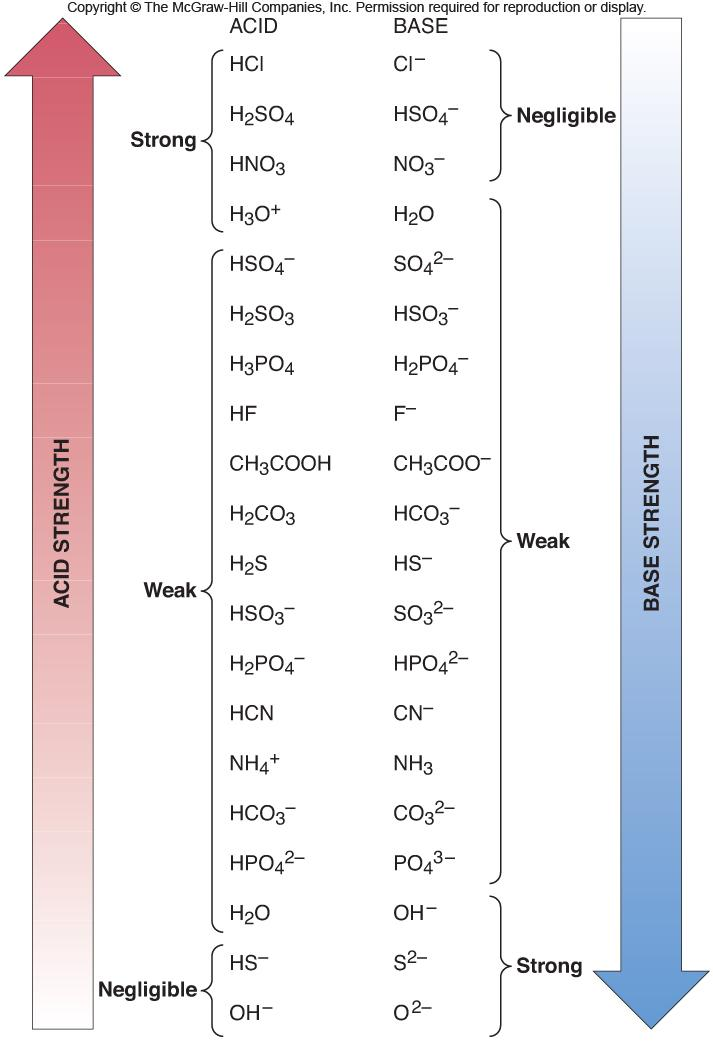 Copyright © The McGraw-Hill Companies, Inc. Permission required for reproduction or display.
ACID BASE
HCl Cl⁻
H₂SO₄ HSO₄⁻
Negligible
Strong
HNO₃ NO₃⁻
H₃O⁺ H₂O
HSO₄⁻ SO₄²⁻
H₂SO₃ HSO₃⁻
H₃PO₄ H₂PO₄⁻
HF F⁻
CH₃COOH CH₃COO⁻
H₂CO₃ HCO₃⁻
ACID STRENGTH
BASE STRENGTH
Weak
H₂S HS⁻
Weak
HSO₃⁻ SO₃²⁻
H₂PO₄⁻ HPO₄²⁻
HCN CN⁻
NH₄⁺ NH₃
HCO₃⁻ CO₃²⁻
HPO₄²⁻ PO₄³⁻
H₂O OH⁻
HS⁻ S²⁻
Strong
Negligible
OH⁻ O²⁻